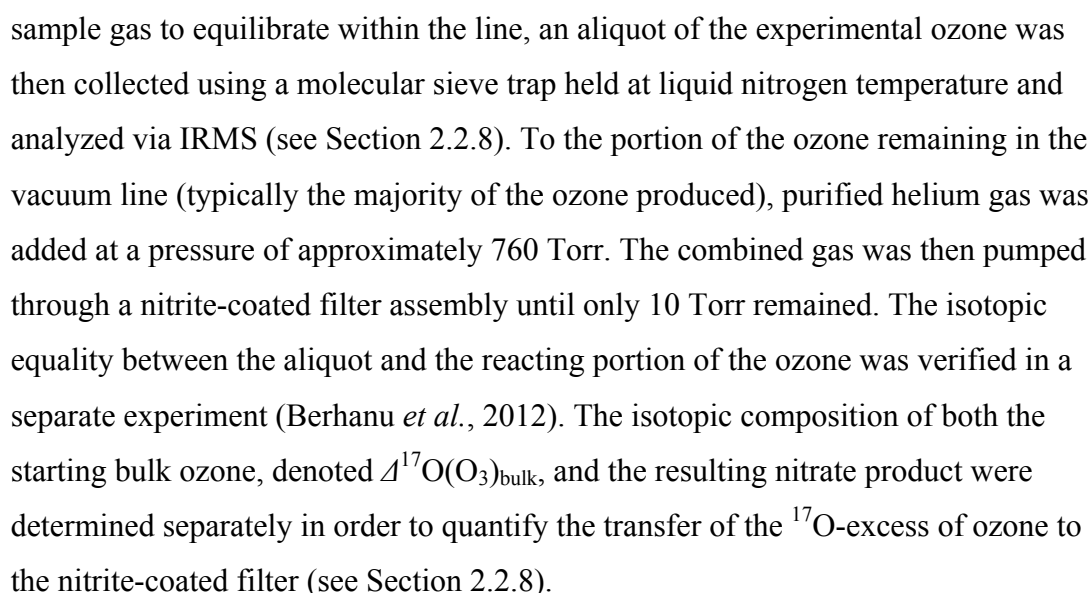 sample gas to equilibrate within the line, an aliquot of the experimental ozone was
then collected using a molecular sieve trap held at liquid nitrogen temperature and
analyzed via IRMS (see Section 2.2.8). To the portion of the ozone remaining in the
vacuum line (typically the majority of the ozone produced), purified helium gas was
added at a pressure of approximately 760 Torr. The combined gas was then pumped
through a nitrite-coated filter assembly until only 10 Torr remained. The isotopic
equality between the aliquot and the reacting portion of the ozone was verified in a
separate experiment (Berhanu et al., 2012). The isotopic composition of both the
starting bulk ozone, denoted Δ¹⁷O(O₃)bulk, and the resulting nitrate product were
determined separately in order to quantify the transfer of the ¹⁷O-excess of ozone to
the nitrite-coated filter (see Section 2.2.8).